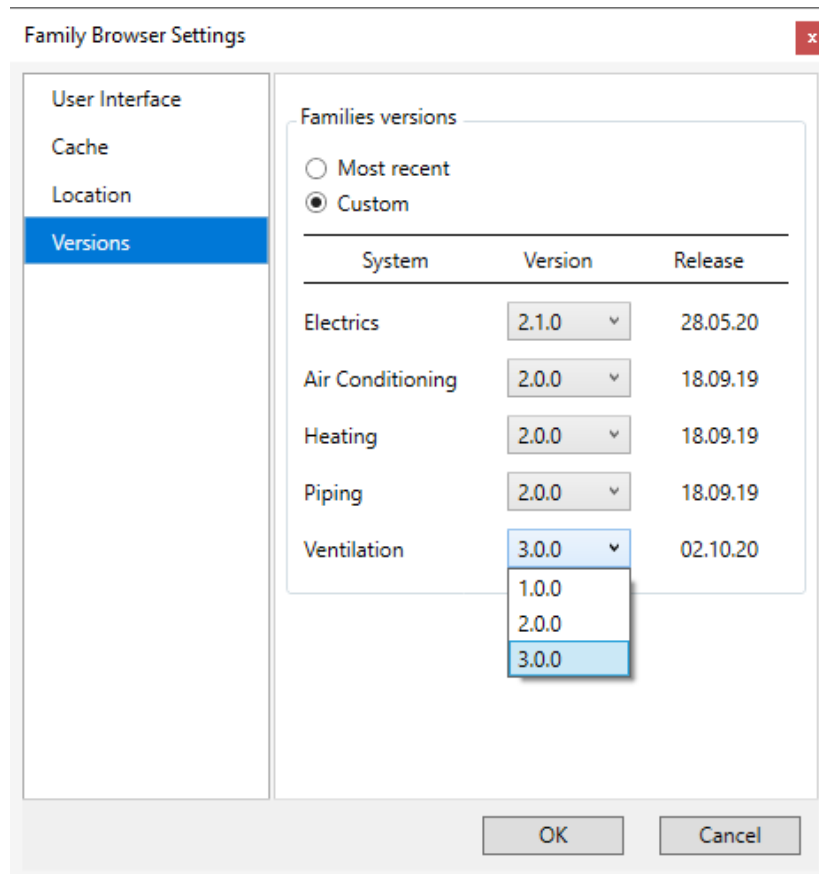 Family Browser Settings
x
User Interface
Cache
Location
Versions
Families versions
Most recent
Custom
System Version Release
Electrics 2.1.0 28.05.20
Air Conditioning 2.0.0 18.09.19
Heating 2.0.0 18.09.19
Piping 2.0.0 18.09.19
Ventilation 3.0.0 02.10.20
1.0.0
2.0.0
3.0.0
OK Cancel